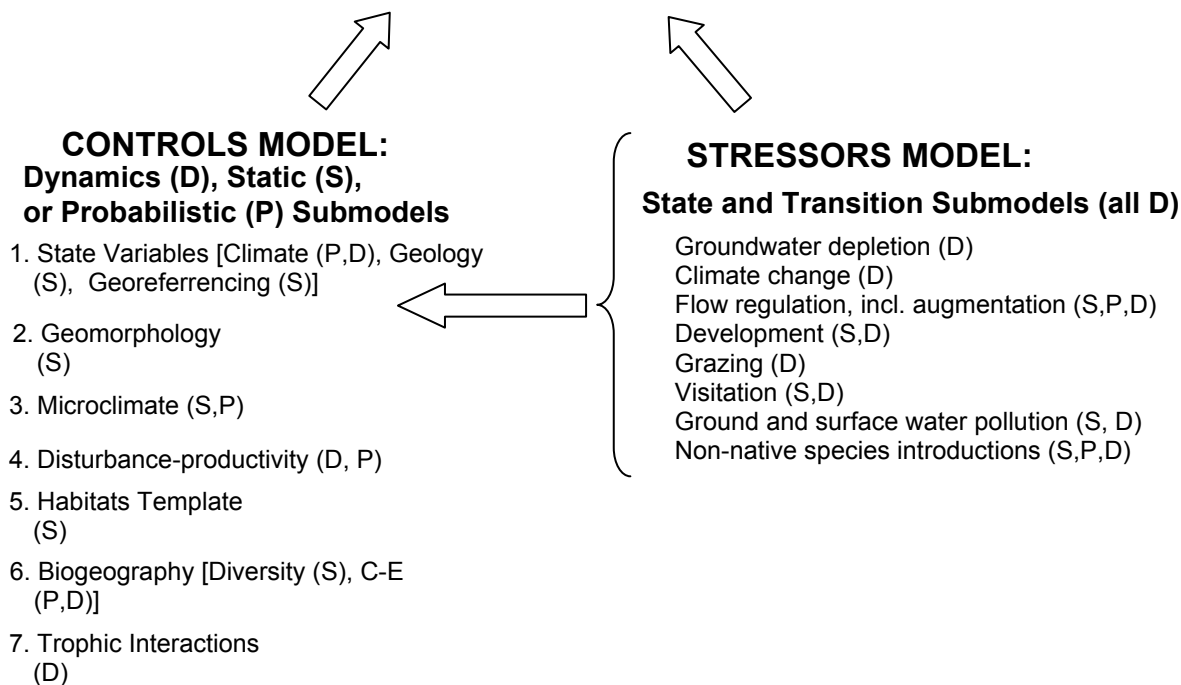 CONTROLS MODEL:
Dynamics (D), Static (S),
or Probabilistic (P) Submodels
1. State Variables [Climate (P,D), Geology
(S), Georeferrencing (S)]
2. Geomorphology
(S)
3. Microclimate (S,P)
4. Disturbance-productivity (D, P)
5. Habitats Template
(S)
6. Biogeography [Diversity (S), C-E
(P,D)]
7. Trophic Interactions
(D)
STRESSORS MODEL:
State and Transition Submodels (all D)
Groundwater depletion (D)
Climate change (D)
Flow regulation, incl. augmentation (S,P,D)
Development (S,D)
Grazing (D)
Visitation (S,D)
Ground and surface water pollution (S, D)
Non-native species introductions (S,P,D)